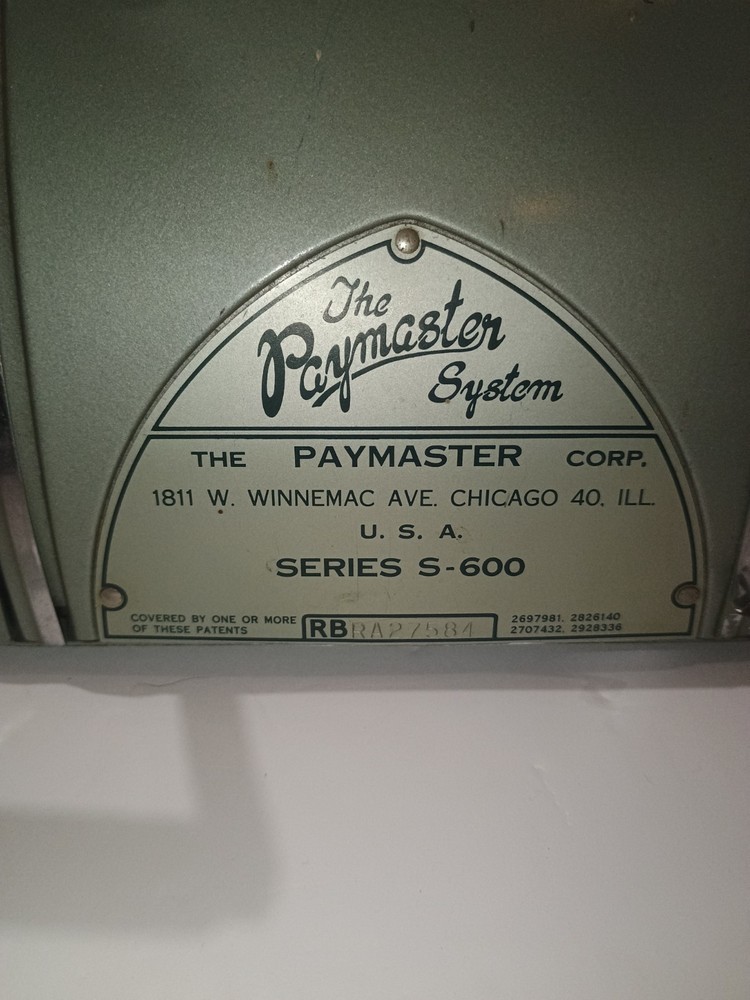 The
Paymaster
System
THE PAYMASTER CORP.
1811 W. WINNEMAC AVE. CHICAGO 40, ILL.
U. S. A.
SERIES S-600
COVERED BY ONE OR MORE
OF THESE PATENTS
RB RA27584
2697981, 2826140
2707432, 2928336